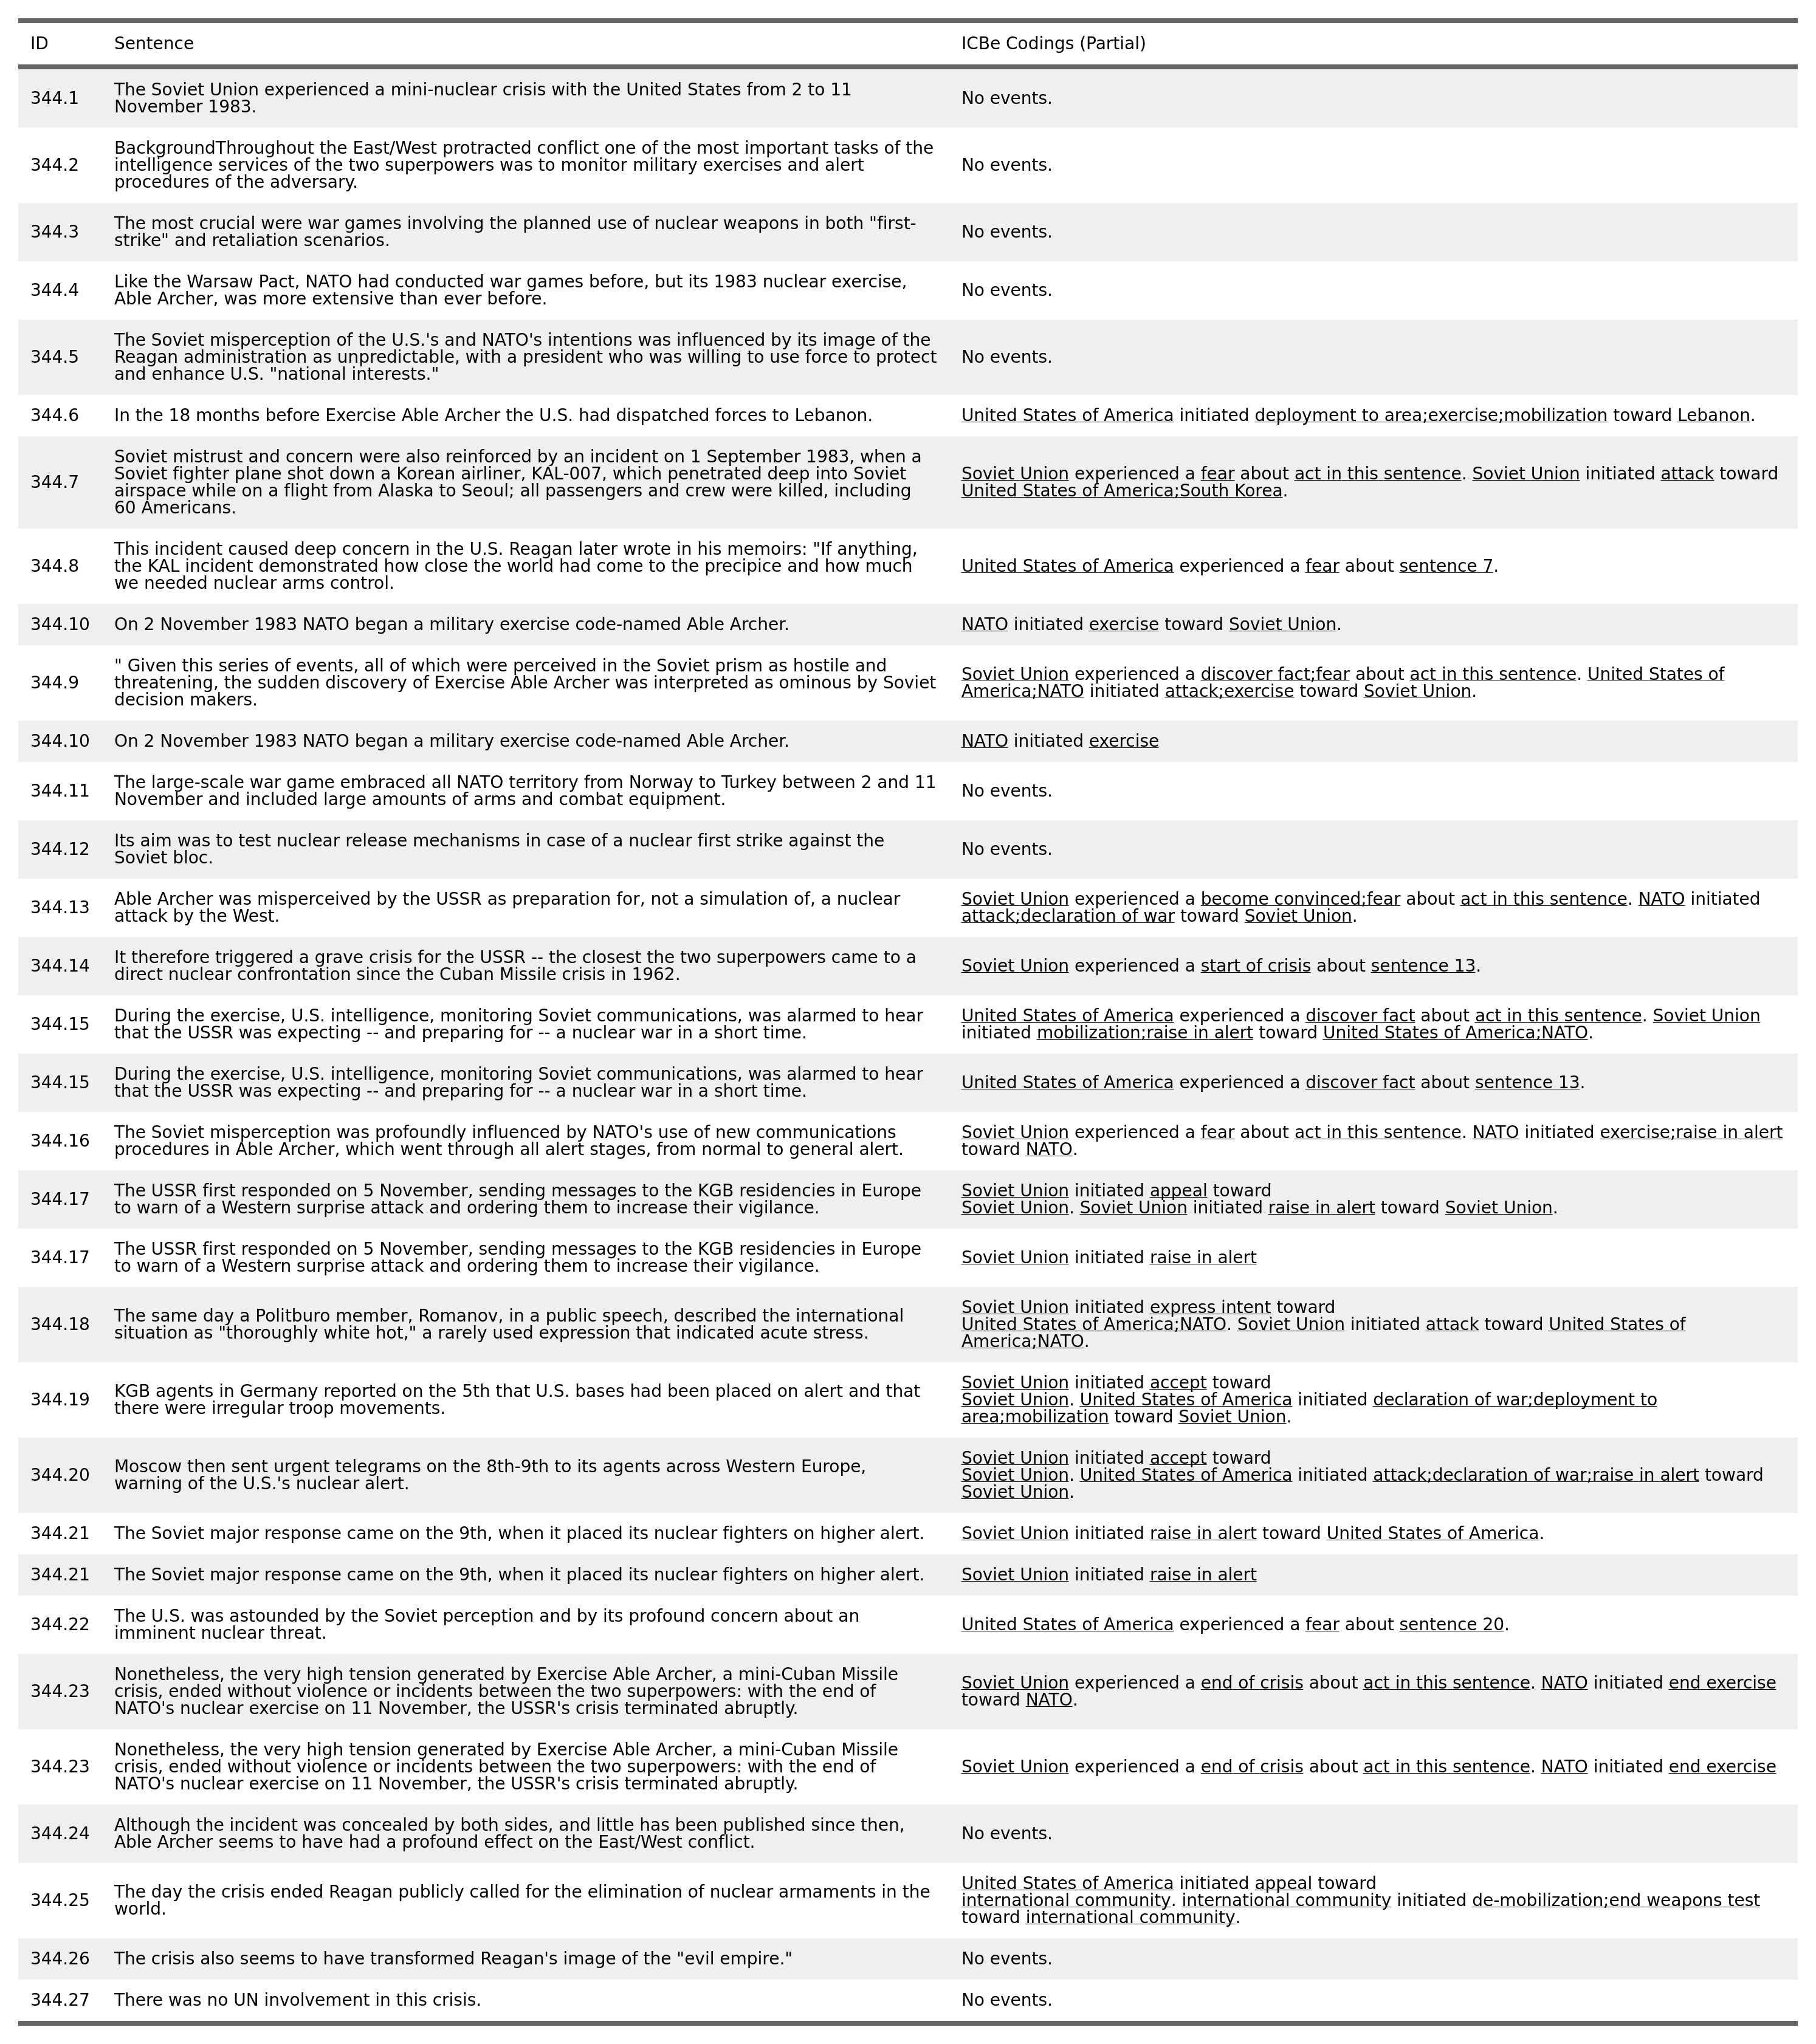 ID Sentence ICBe Codings (Partial)
344.1 The Soviet Union experienced a mini-nuclear crisis with the United States from 2 to 11
November 1983. No events.
344.2 BackgroundThroughout the East/West protracted conflict one of the most important tasks of the
intelligence services of the two superpowers was to monitor military exercises and alert
procedures of the adversary. No events.
344.3 The most crucial were war games involving the planned use of nuclear weapons in both "first-
strike" and retaliation scenarios. No events.
344.4 Like the Warsaw Pact, NATO had conducted war games before, but its 1983 nuclear exercise,
Able Archer, was more extensive than ever before. No events.
344.5 The Soviet misperception of the U.S.'s and NATO's intentions was influenced by its image of the
Reagan administration as unpredictable, with a president who was willing to use force to protect
and enhance U.S. "national interests." No events.
344.6 In the 18 months before Exercise Able Archer the U.S. had dispatched forces to Lebanon. United States of America initiated deployment to area;exercise;mobilization toward Lebanon.
344.7 Soviet mistrust and concern were also reinforced by an incident on 1 September 1983, when a
Soviet fighter plane shot down a Korean airliner, KAL-007, which penetrated deep into Soviet
airspace while on a flight from Alaska to Seoul; all passengers and crew were killed, including
60 Americans.
Soviet Union experienced a fear about act in this sentence. Soviet Union initiated attack toward
United States of America;South Korea.
344.8 This incident caused deep concern in the U.S. Reagan later wrote in his memoirs: "If anything,
the KAL incident demonstrated how close the world had come to the precipice and how much
we needed nuclear arms control.
United States of America experienced a fear about sentence 7.
344.10 On 2 November 1983 NATO began a military exercise code-named Able Archer. NATO initiated exercise toward Soviet Union.
344.9 " Given this series of events, all of which were perceived in the Soviet prism as hostile and
threatening, the sudden discovery of Exercise Able Archer was interpreted as ominous by Soviet
decision makers.
Soviet Union experienced a discover fact;fear about act in this sentence. United States of
America;NATO initiated attack;exercise toward Soviet Union.
344.10 On 2 November 1983 NATO began a military exercise code-named Able Archer. NATO initiated exercise
344.11 The large-scale war game embraced all NATO territory from Norway to Turkey between 2 and 11
November and included large amounts of arms and combat equipment. No events.
344.12 Its aim was to test nuclear release mechanisms in case of a nuclear first strike against the
Soviet bloc. No events.
344.13 Able Archer was misperceived by the USSR as preparation for, not a simulation of, a nuclear
attack by the West.
Soviet Union experienced a become convinced;fear about act in this sentence. NATO initiated
attack;declaration of war toward Soviet Union.
344.14 It therefore triggered a grave crisis for the USSR -- the closest the two superpowers came to a
direct nuclear confrontation since the Cuban Missile crisis in 1962.
Soviet Union experienced a start of crisis about sentence 13.
344.15 During the exercise, U.S. intelligence, monitoring Soviet communications, was alarmed to hear
that the USSR was expecting -- and preparing for -- a nuclear war in a short time.
United States of America experienced a discover fact about act in this sentence. Soviet Union
initiated mobilization;raise in alert toward United States of America;NATO.
344.15 During the exercise, U.S. intelligence, monitoring Soviet communications, was alarmed to hear
that the USSR was expecting -- and preparing for -- a nuclear war in a short time.
United States of America experienced a discover fact about sentence 13.
344.16 The Soviet misperception was profoundly influenced by NATO's use of new communications
procedures in Able Archer, which went through all alert stages, from normal to general alert.
Soviet Union experienced a fear about act in this sentence. NATO initiated exercise;raise in alert
toward NATO.
344.17 The USSR first responded on 5 November, sending messages to the KGB residencies in Europe
to warn of a Western surprise attack and ordering them to increase their vigilance.
Soviet Union initiated appeal toward
Soviet Union. Soviet Union initiated raise in alert toward Soviet Union.
344.17 The USSR first responded on 5 November, sending messages to the KGB residencies in Europe
to warn of a Western surprise attack and ordering them to increase their vigilance.
Soviet Union initiated raise in alert
344.18 The same day a Politburo member, Romanov, in a public speech, described the international
situation as "thoroughly white hot," a rarely used expression that indicated acute stress.
Soviet Union initiated express intent toward
United States of America;NATO. Soviet Union initiated attack toward United States of
America;NATO.
344.19 KGB agents in Germany reported on the 5th that U.S. bases had been placed on alert and that
there were irregular troop movements.
Soviet Union initiated accept toward
Soviet Union. United States of America initiated declaration of war;deployment to
area;mobilization toward Soviet Union.
344.20 Moscow then sent urgent telegrams on the 8th-9th to its agents across Western Europe,
warning of the U.S.'s nuclear alert.
Soviet Union initiated accept toward
Soviet Union. United States of America initiated attack;declaration of war;raise in alert toward
Soviet Union.
344.21 The Soviet major response came on the 9th, when it placed its nuclear fighters on higher alert. Soviet Union initiated raise in alert toward United States of America.
344.21 The Soviet major response came on the 9th, when it placed its nuclear fighters on higher alert. Soviet Union initiated raise in alert
344.22 The U.S. was astounded by the Soviet perception and by its profound concern about an
imminent nuclear threat.
United States of America experienced a fear about sentence 20.
344.23 Nonetheless, the very high tension generated by Exercise Able Archer, a mini-Cuban Missile
crisis, ended without violence or incidents between the two superpowers: with the end of
NATO's nuclear exercise on 11 November, the USSR's crisis terminated abruptly.
Soviet Union experienced a end of crisis about act in this sentence. NATO initiated end exercise
toward NATO.
344.23 Nonetheless, the very high tension generated by Exercise Able Archer, a mini-Cuban Missile
crisis, ended without violence or incidents between the two superpowers: with the end of
NATO's nuclear exercise on 11 November, the USSR's crisis terminated abruptly.
Soviet Union experienced a end of crisis about act in this sentence. NATO initiated end exercise
344.24 Although the incident was concealed by both sides, and little has been published since then,
Able Archer seems to have had a profound effect on the East/West conflict. No events.
344.25 The day the crisis ended Reagan publicly called for the elimination of nuclear armaments in the
world.
United States of America initiated appeal toward
international community. international community initiated de-mobilization;end weapons test
toward international community.
344.26 The crisis also seems to have transformed Reagan's image of the "evil empire." No events.
344.27 There was no UN involvement in this crisis. No events.